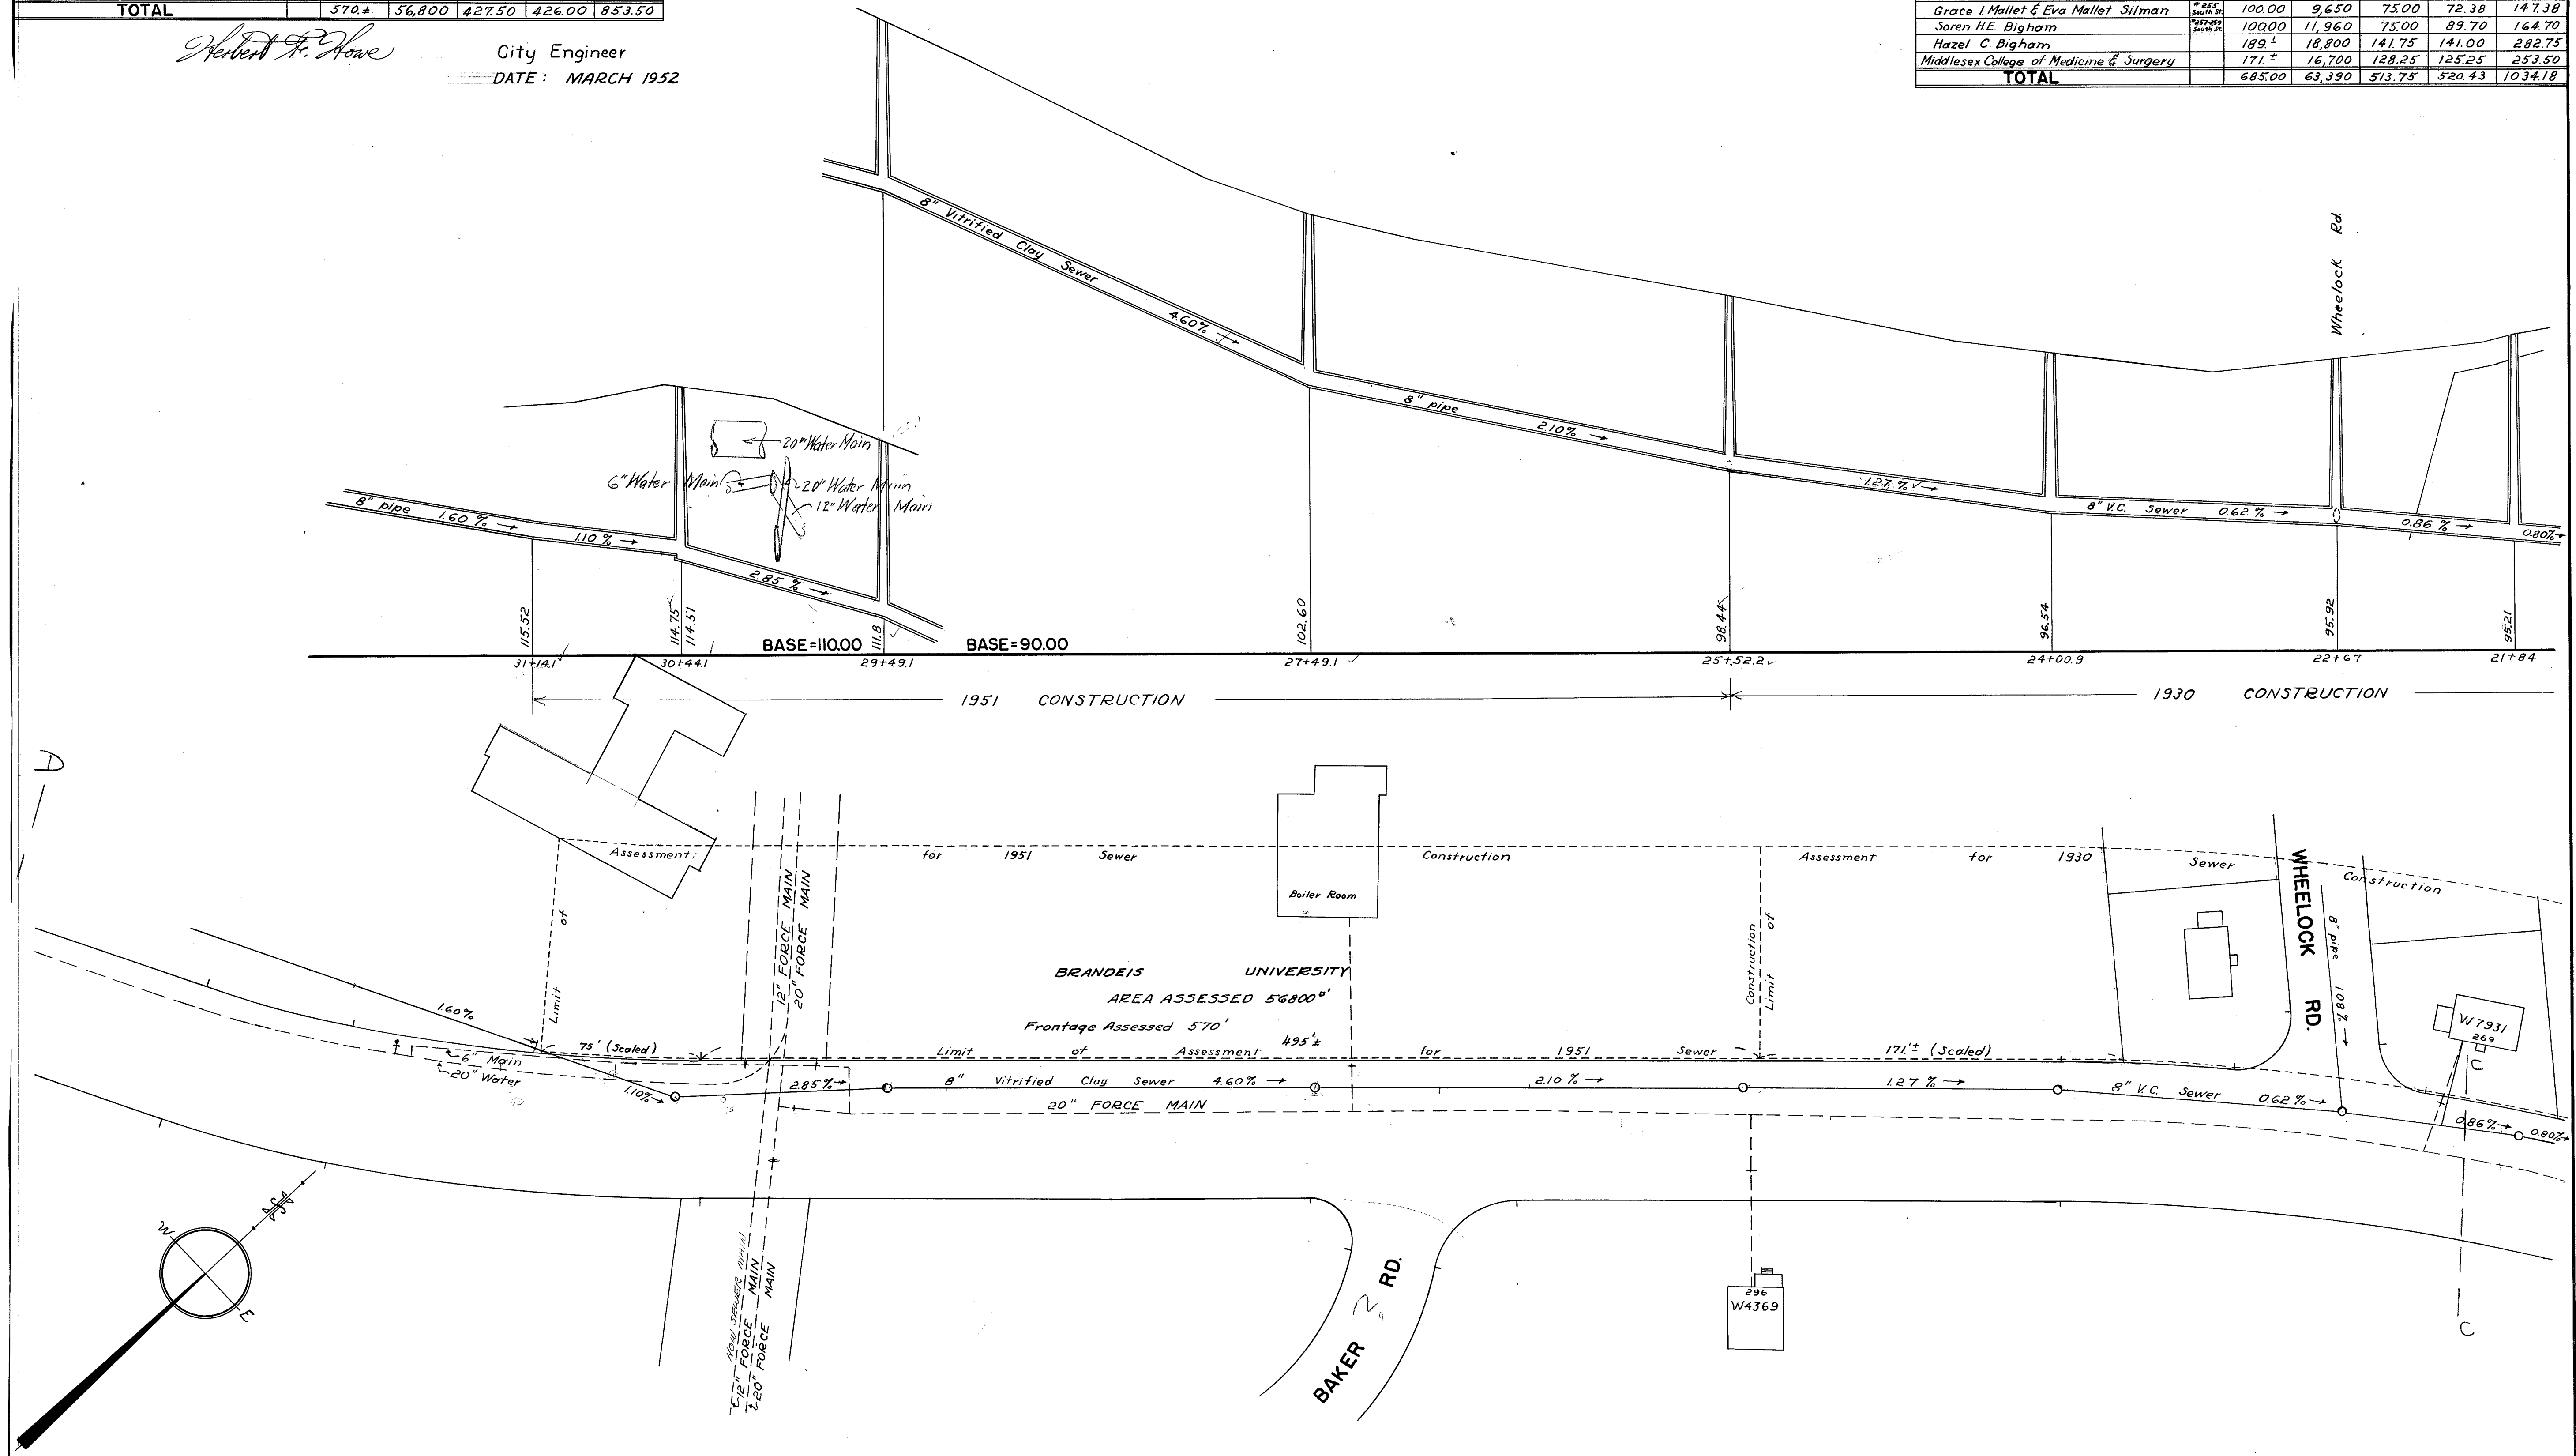 TOTAL 570.± 56,800 427.50 426.00 853.50
Herbert F. Howe
City Engineer
DATE: MARCH 1952
Grace I. Mallet & Eva Mallet Silman #255 South St. 100.00 9,650 75.00 72.38 147.38
Soren H.E. Bigham #257-259 South St. 100.00 11,960 75.00 89.70 164.70
Hazel C Bigham 189.± 18,800 141.75 141.00 282.75
Middlesex College of Medicine & Surgery 171.± 16,700 128.25 125.25 253.50
TOTAL 685.00 63,390 513.75 520.43 1034.18
8" Vitrified Clay Sewer
4.60%
Wheelock Rd.
8" pipe
2.10%
20" Water Main
6" Water Main
20" Water Main
12" Water Main
8" pipe 1.60%
1.10%
2.85%
1.27%
8" V.C. Sewer 0.62%
0.86%
0.80%
115.52
114.75
114.51
111.8
102.60
98.44
96.54
95.92
95.21
BASE=110.00
BASE=90.00
31+14.1
30+44.1
29+49.1
27+49.1
25+52.2
24+00.9
22+67
21+84
1951 CONSTRUCTION
1930 CONSTRUCTION
D
Assessment for 1951 Sewer Construction
Assessment for 1930 Sewer Construction
Limit of
Boiler Room
12" FORCE MAIN
20" FORCE MAIN
Construction
Limit of
WHEELOCK RD.
8" pipe 1.08%
BRANDEIS UNIVERSITY
AREA ASSESSED 56800□'
Frontage Assessed 570'
495'±
W7931
269
C
1.60%
75' (Scaled)
Limit of Assessment for 1951 Sewer
171.'± (Scaled)
6" Main
20" Water
1.10%
2.85%
8" Vitrified Clay Sewer 4.60%
2.10%
1.27%
8" V.C. Sewer 0.62%
0.86%
0.80%
20" FORCE MAIN
W
E
NOW SEWER MAIN
12" FORCE MAIN
20" FORCE MAIN
BAKER RD.
?
296
W4369
C